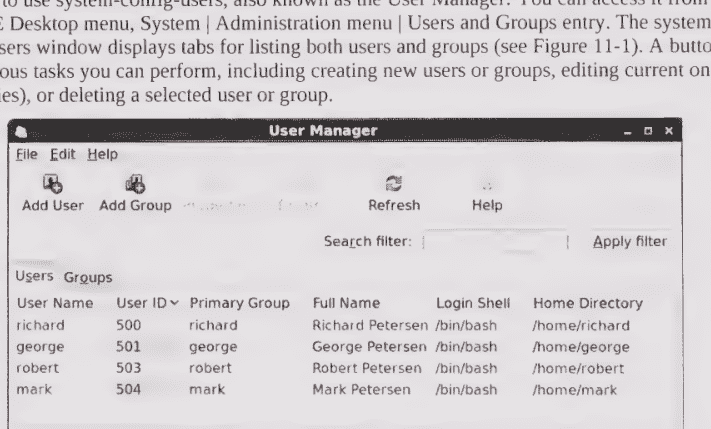 to use system-config-users, also known as the User Manager. You can access it from
E Desktop menu, System | Administration menu | Users and Groups entry. The system
sers window displays tabs for listing both users and groups (see Figure 11-1). A butto
ous tasks you can perform, including creating new users or groups, editing current on
ies), or deleting a selected user or group.
User Manager
File Edit Help
Add User Add Group Refresh Help
Search filter: Apply filter
Users Groups
User Name User ID Primary Group Full Name Login Shell Home Directory
richard 500 richard Richard Petersen /bin/bash /home/richard
george 501 george George Petersen /bin/bash /home/george
robert 503 robert Robert Petersen /bin/bash /home/robert
mark 504 mark Mark Petersen /bin/bash /home/mark